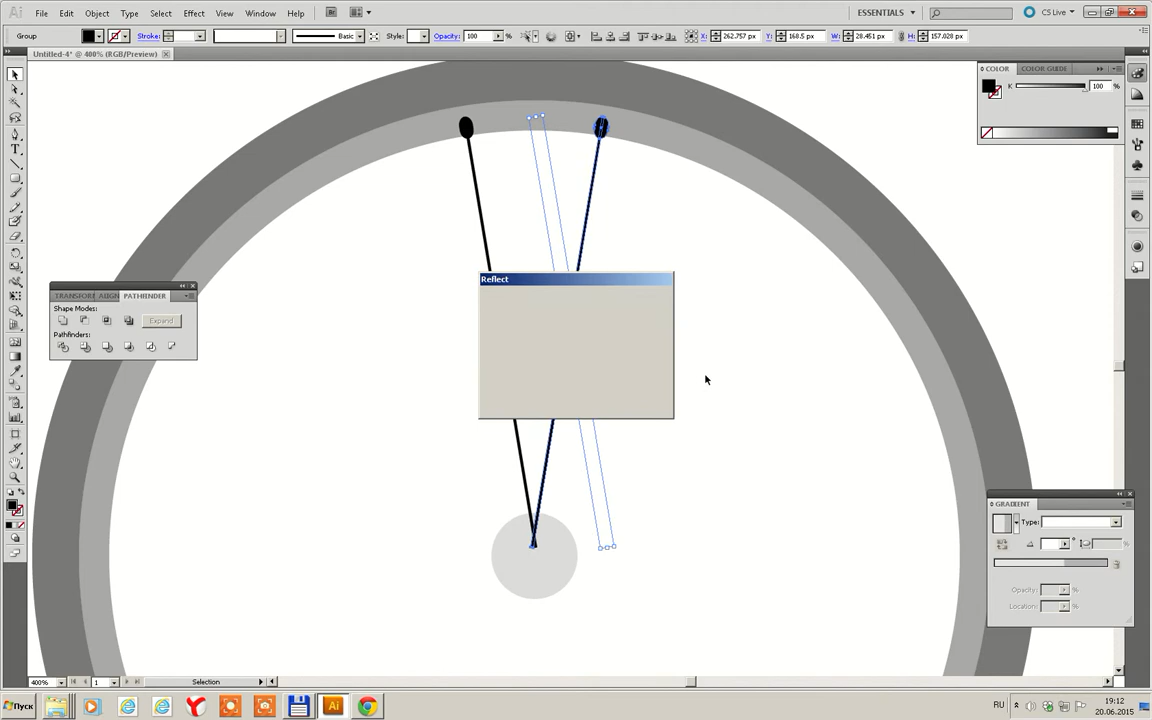 Ai File Edit Object Type Select Effect View Window Help Br ESSENTIALS CS Live
Group Stroke: Basic Style: Opacity: 100 % X: 262.757 px Y: 168.5 px W: 28.451 px H: 157.028 px
Untitled-4* @ 400% (RGB/Preview)
COLOR COLOR GUIDE
K 100 %
Reflect
TRANSFORM ALIGN PATHFINDER
Shape Modes:
Expand
Pathfinders:
GRADIENT
Type:
°
%
Opacity: %
Location: %
400% 1 Selection
Пуск Ai RU 19:12
20.06.2015